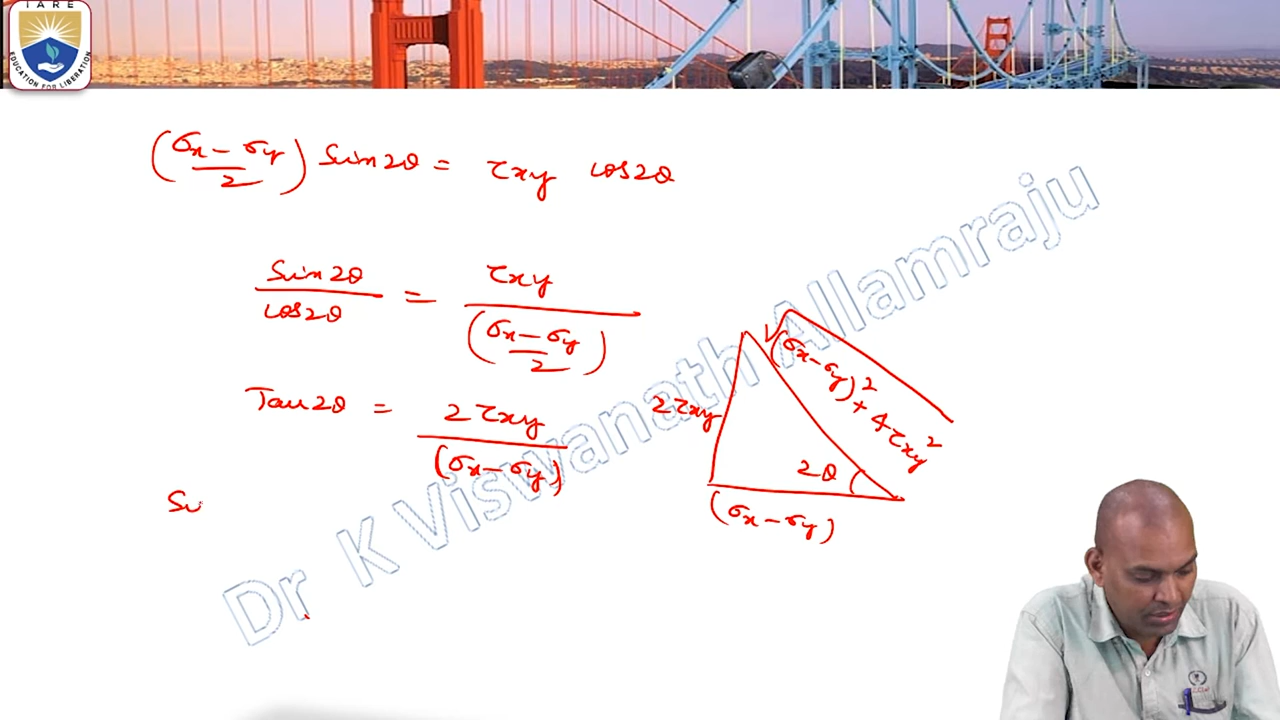 IARE
EDUCATION FOR LIBERATION
(σx − σy / 2) Sin2θ = τxy cos2θ
Sin2θ / cos2θ = τxy / (σx − σy / 2)
Tan2θ = 2τxy / (σx − σy)
2τxy
√(σx − σy)² + 4τxy²
2θ
(σx − σy)
Si
Dr K Viswanath Allamraju